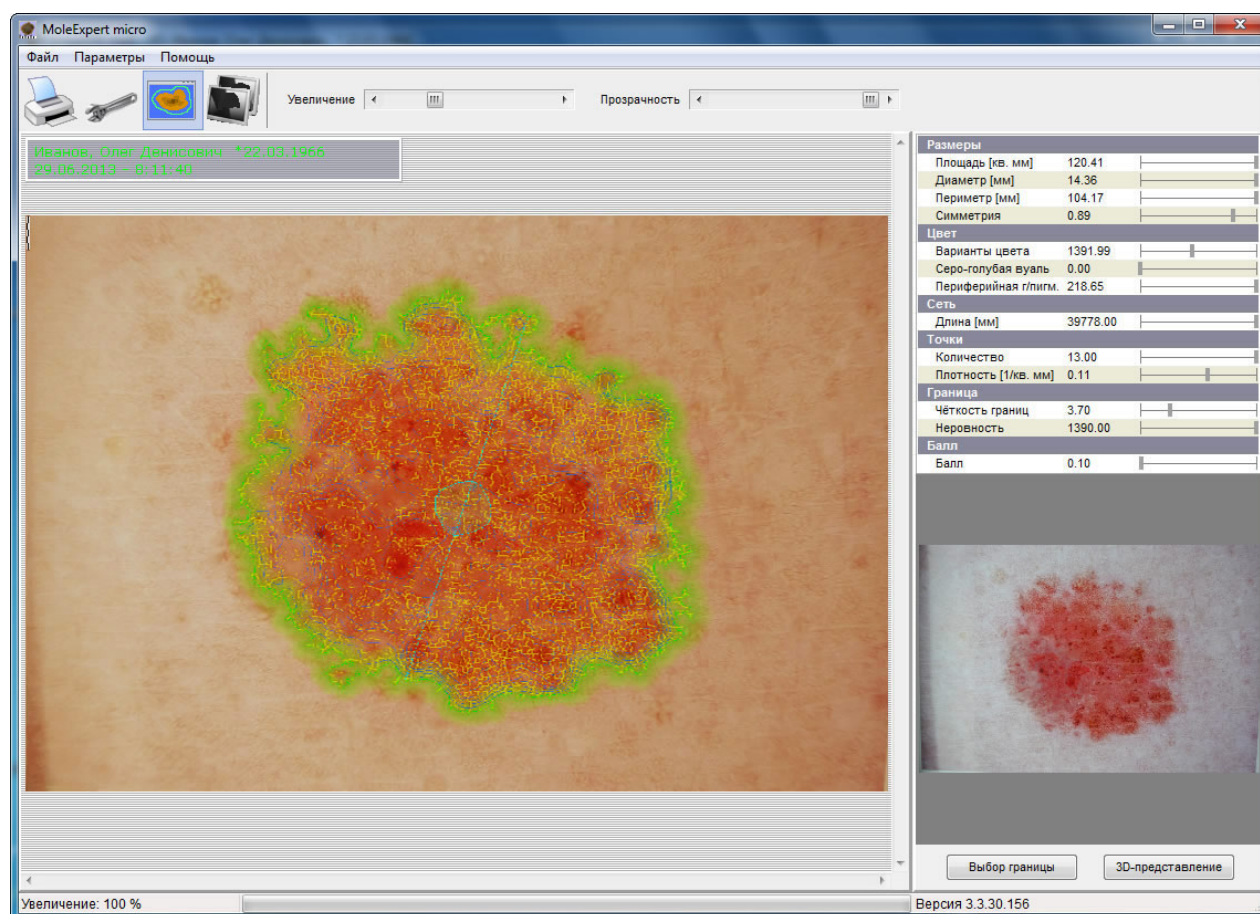 MoleExpert micro
Файл Параметры Помощь
Увеличение Прозрачность
Иванов, Олег Денисович *22.03.1966
29.06.2013 0:11:40
Размеры
Площадь [кв. мм] 120.41
Диаметр [мм] 14.36
Периметр [мм] 104.17
Симметрия 0.89
Цвет
Варианты цвета 1391.99
Серо-голубая вуаль 0.00
Периферийная г/пигм. 218.65
Сеть
Длина [мм] 39778.00
Точки
Количество 13.00
Плотность [1/кв. мм] 0.11
Граница
Чёткость границ 3.70
Неровность 1390.00
Балл
Балл 0.10
Выбор границы 3D-представление
Увеличение: 100 % Версия 3.3.30.156